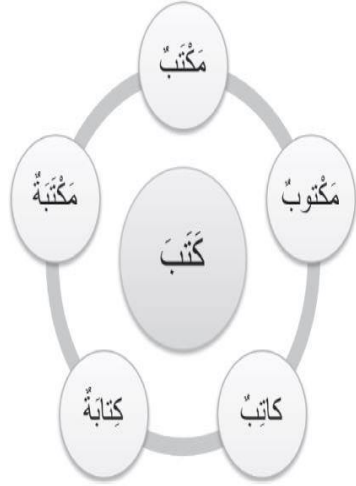 مَكْتَبٌ
مَكْتوبٌ
مَكْتَبَةٌ
كَتَبَ
كاتِبٌ
كِتابَةٌ